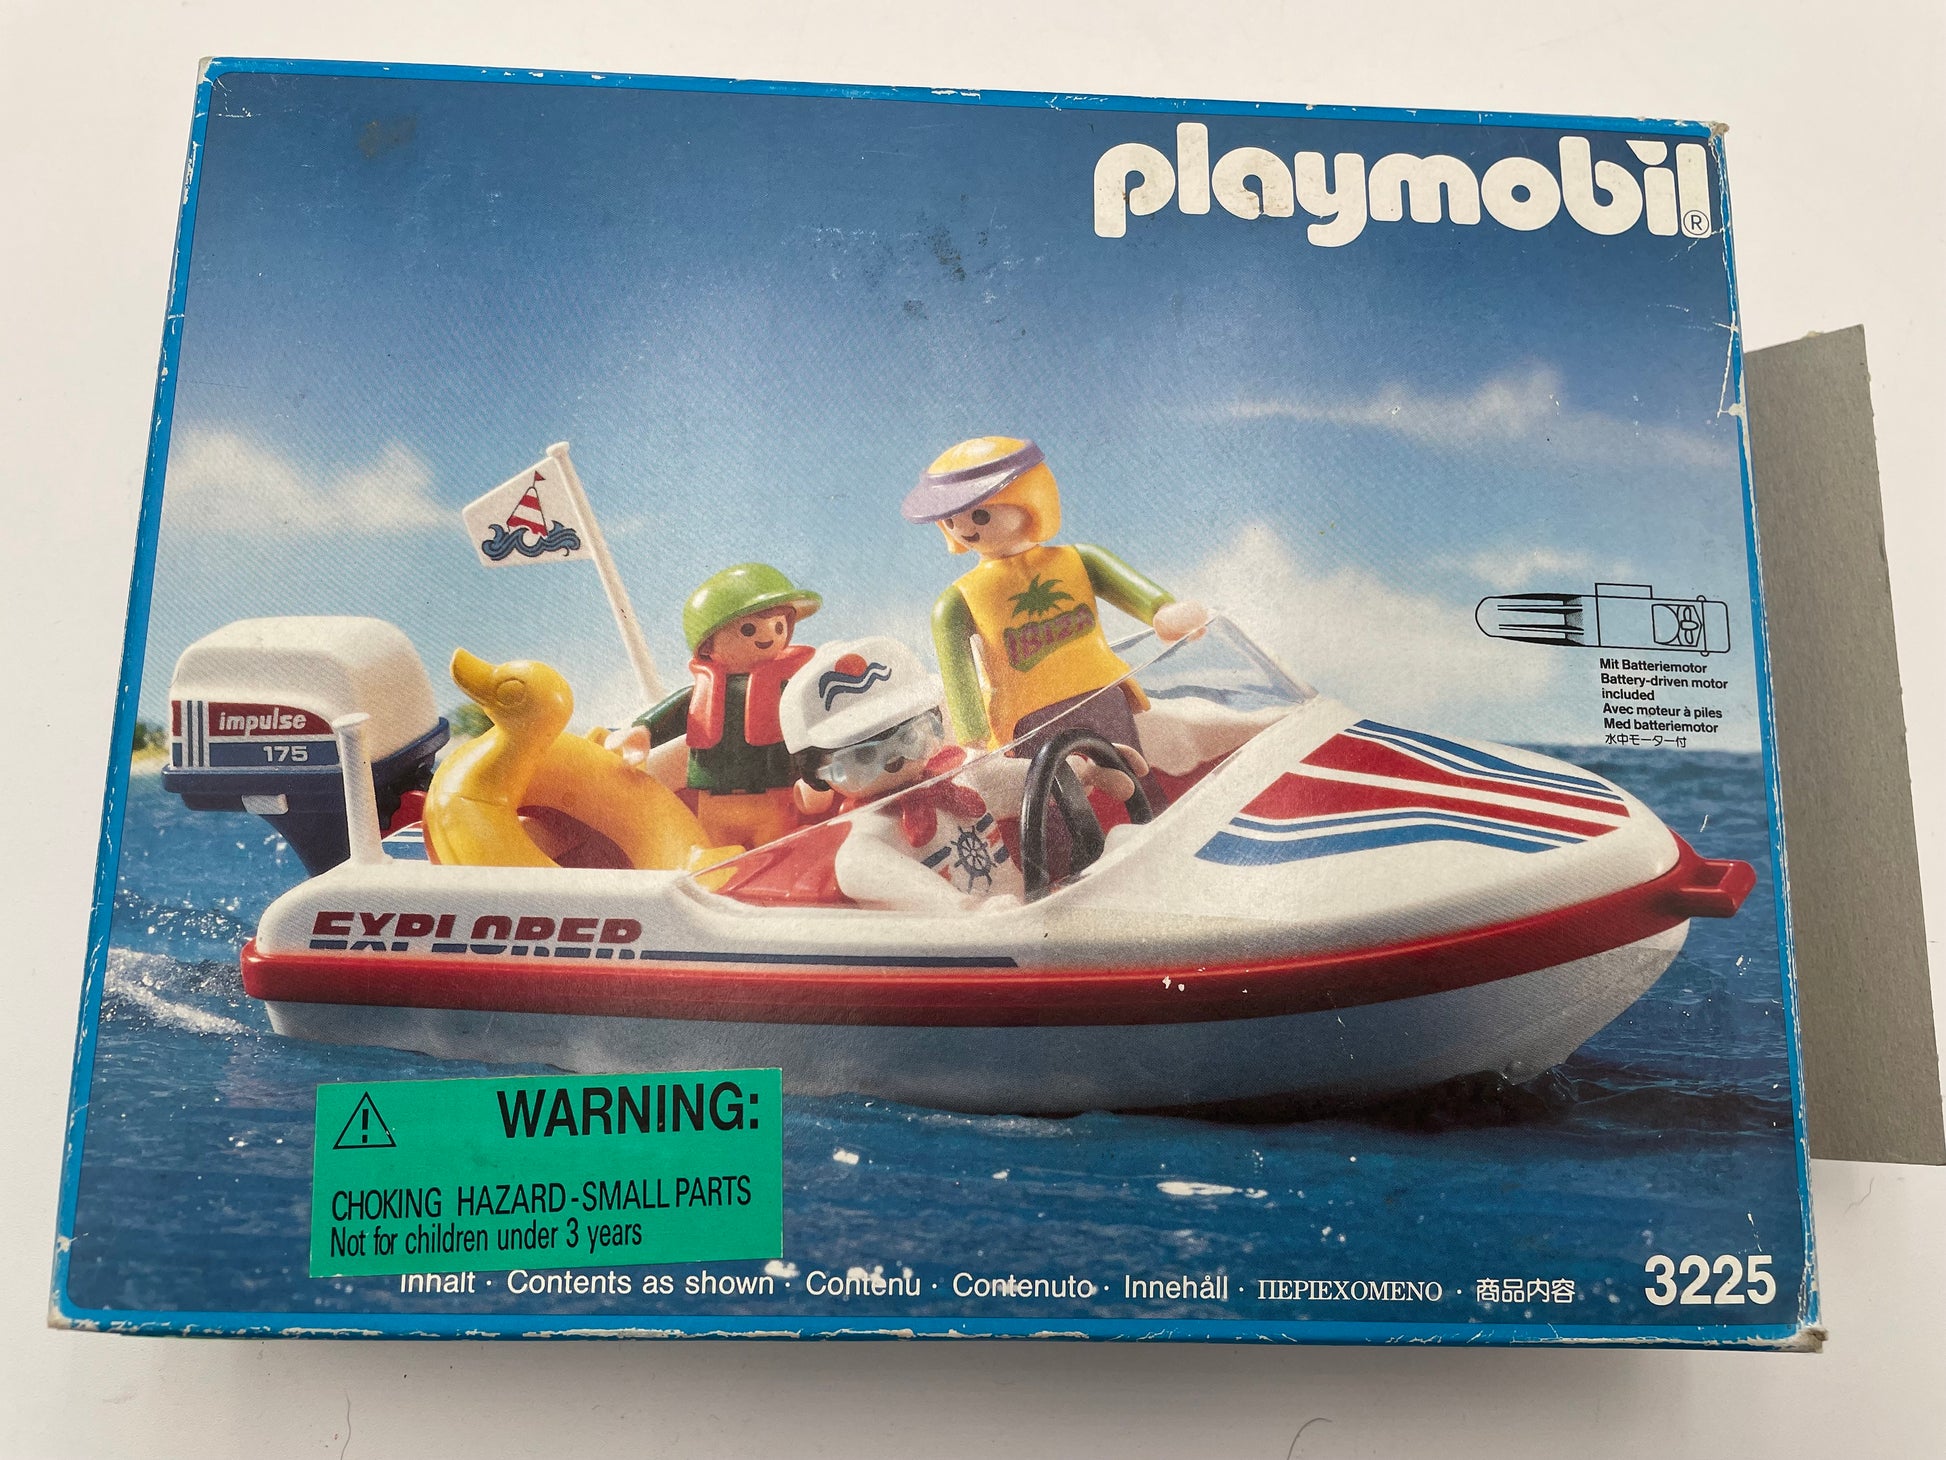 playmobil®
IBIZA
Mit Batteriemotor
Battery-driven motor
included
Avec moteur à piles
Med batteriemotor
水中モーター付
impulse
175
EXPLORER
WARNING:
CHOKING HAZARD-SMALL PARTS
Not for children under 3 years
Inhalt · Contents as shown · Contenu · Contenuto · Innehåll · ΠΕΡΙΕΧΟΜΕΝΟ · 商品内容
3225